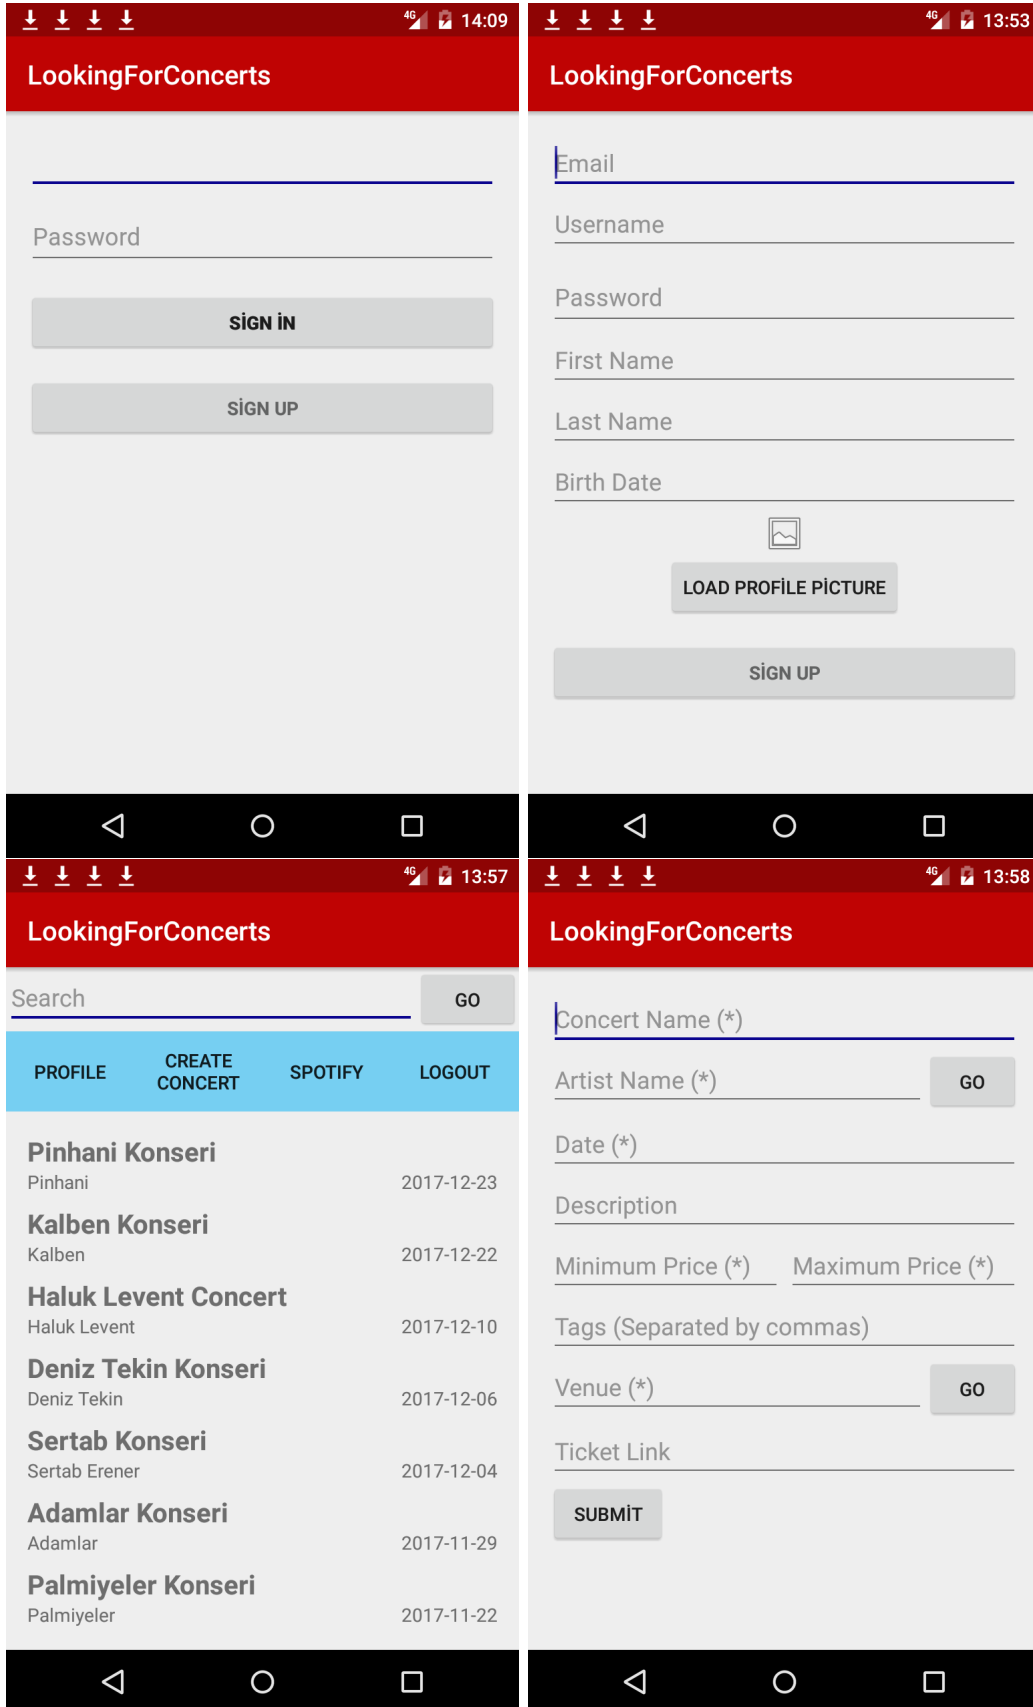 4G 14:09
LookingForConcerts
Password
SİGN İN
SİGN UP
4G 13:53
LookingForConcerts
Email
Username
Password
First Name
Last Name
Birth Date
LOAD PROFİLE PİCTURE
SİGN UP
4G 13:57
LookingForConcerts
Search GO
PROFILE CREATE CONCERT SPOTIFY LOGOUT
Pinhani Konseri
Pinhani 2017-12-23
Kalben Konseri
Kalben 2017-12-22
Haluk Levent Concert
Haluk Levent 2017-12-10
Deniz Tekin Konseri
Deniz Tekin 2017-12-06
Sertab Konseri
Sertab Erener 2017-12-04
Adamlar Konseri
Adamlar 2017-11-29
Palmiyeler Konseri
Palmiyeler 2017-11-22
4G 13:58
LookingForConcerts
Concert Name (*)
Artist Name (*) GO
Date (*)
Description
Minimum Price (*) Maximum Price (*)
Tags (Separated by commas)
Venue (*) GO
Ticket Link
SUBMİT